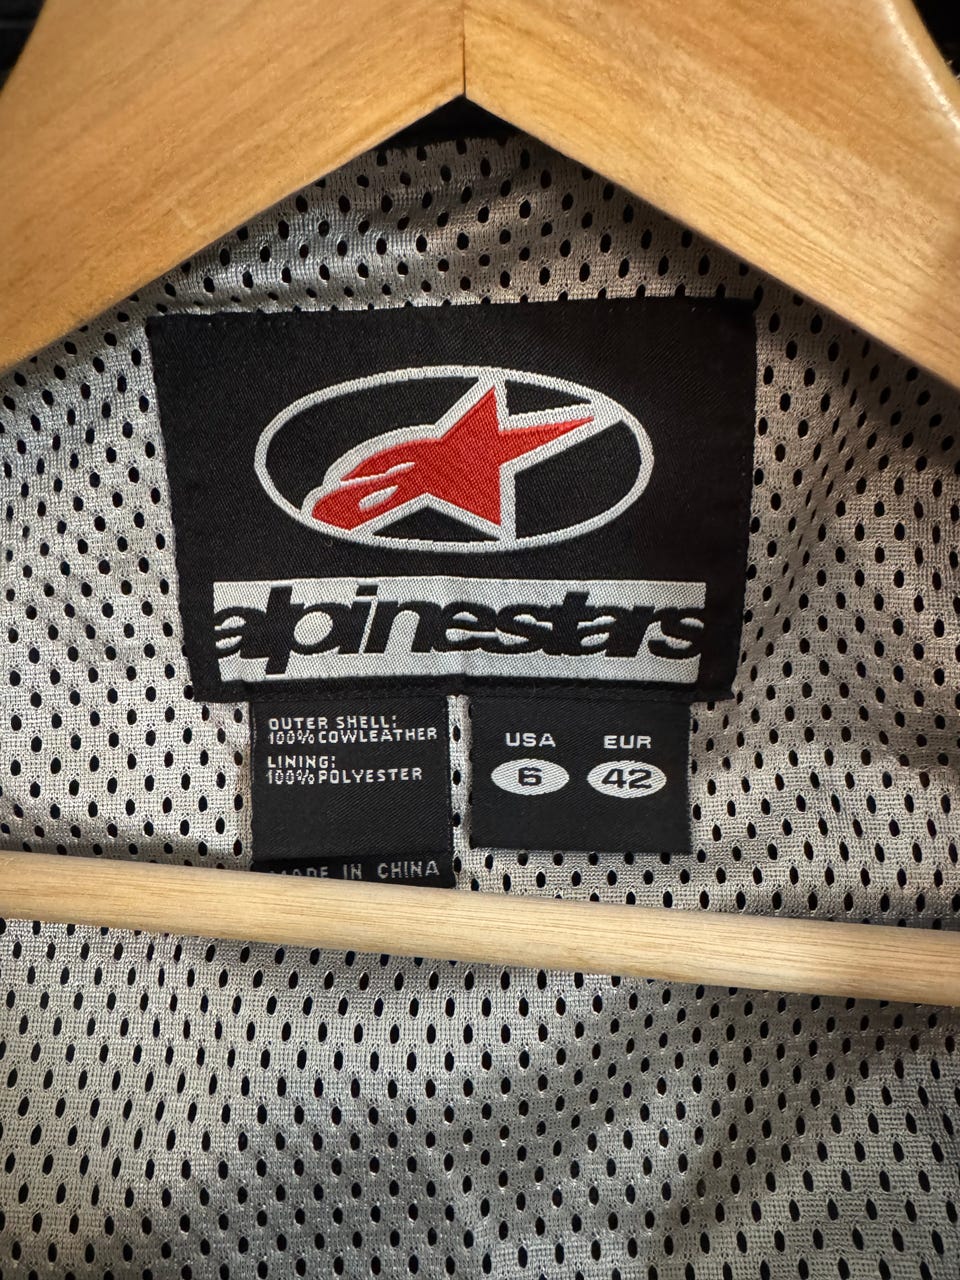 alpinestars
OUTER SHELL:
100% COWLEATHER
LINING:
100% POLYESTER
MADE IN CHINA
USA EUR
6 42